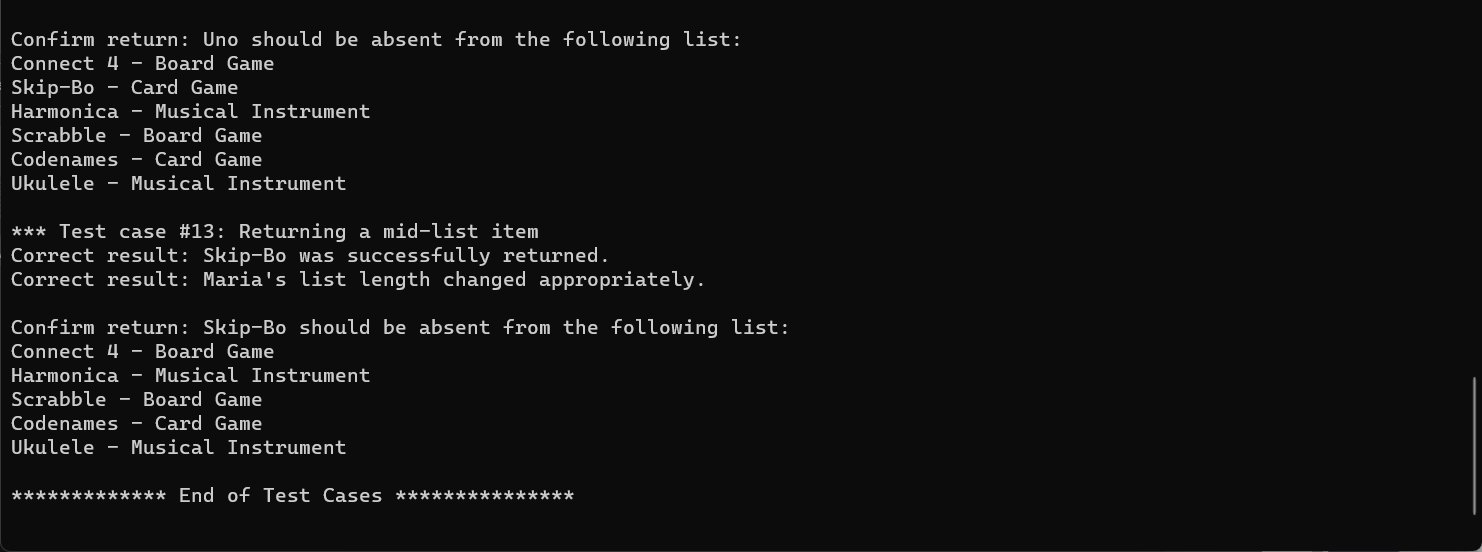 Confirm return: Uno should be absent from the following list:
Connect 4 - Board Game
Skip-Bo - Card Game
Harmonica - Musical Instrument
Scrabble - Board Game
Codenames - Card Game
Ukulele - Musical Instrument
*** Test case #13: Returning a mid-list item
Correct result: Skip-Bo was successfully returned.
Correct result: Maria's list length changed appropriately.
Confirm return: Skip-Bo should be absent from the following list:
Connect 4 - Board Game
Harmonica - Musical Instrument
Scrabble - Board Game
Codenames - Card Game
Ukulele - Musical Instrument
************* End of Test Cases ***************